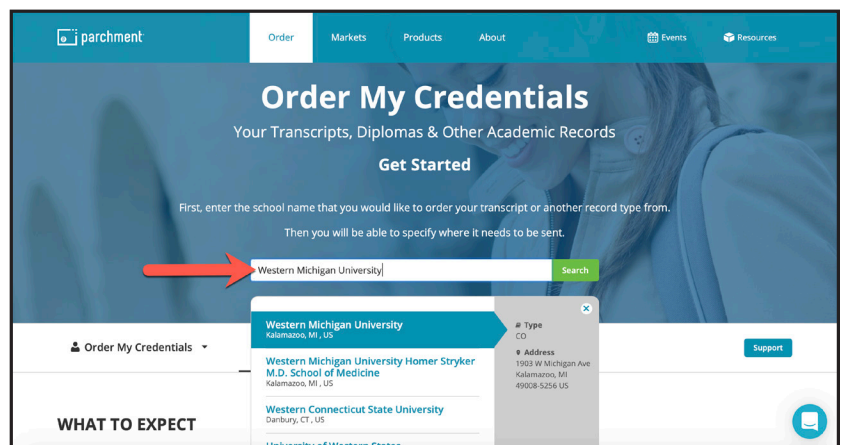 parchment
Order
Markets
Products
About
Events
Resources
Order My Credentials
Your Transcripts, Diplomas & Other Academic Records
Get Started
First, enter the school name that you would like to order your transcript or another record type from.
Then you will be able to specify where it needs to be sent.
Western Michigan University
Search
Western Michigan University
Kalamazoo, MI , US
Western Michigan University Homer Stryker
M.D. School of Medicine
Kalamazoo, MI , US
Western Connecticut State University
Danbury, CT , US
University of Western States
# Type
CO
Address
1903 W Michigan Ave
Kalamazoo, MI
49008-5256 US
Order My Credentials
Support
WHAT TO EXPECT